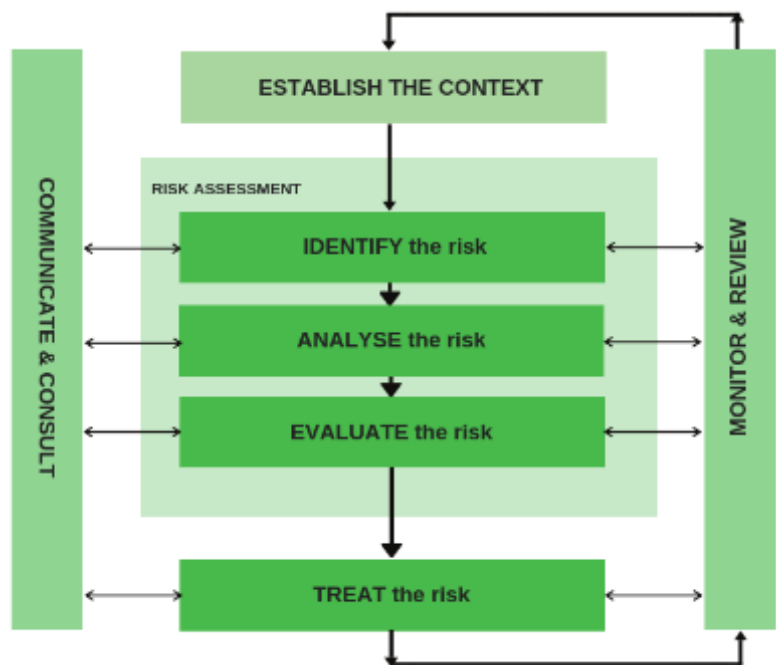 ESTABLISH THE CONTEXT
RISK ASSESSMENT
IDENTIFY the risk
ANALYSE the risk
EVALUATE the risk
TREAT the risk
COMMUNICATE & CONSULT
MONITOR & REVIEW